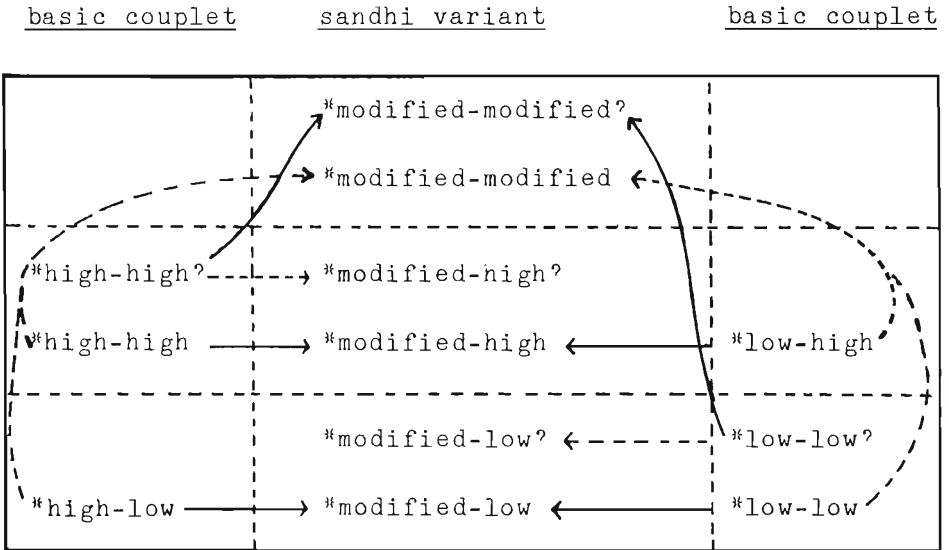 basic couplet sandhi variant basic couplet
*modified-modified?
*modified-modified
*high-high? *modified-high?
*high-high *modified-high *low-high
*modified-low? *low-low?
*high-low *modified-low *low-low